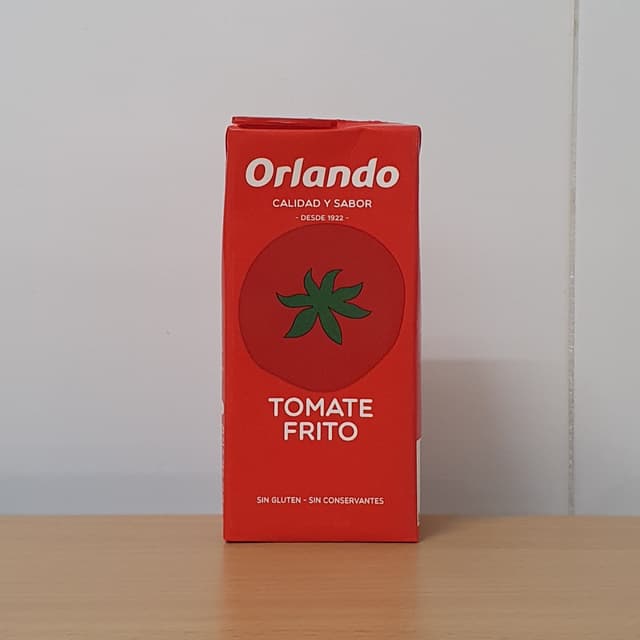 Orlando
CALIDAD Y SABOR
- DESDE 1922 -
TOMATE
FRITO
SIN GLUTEN - SIN CONSERVANTES